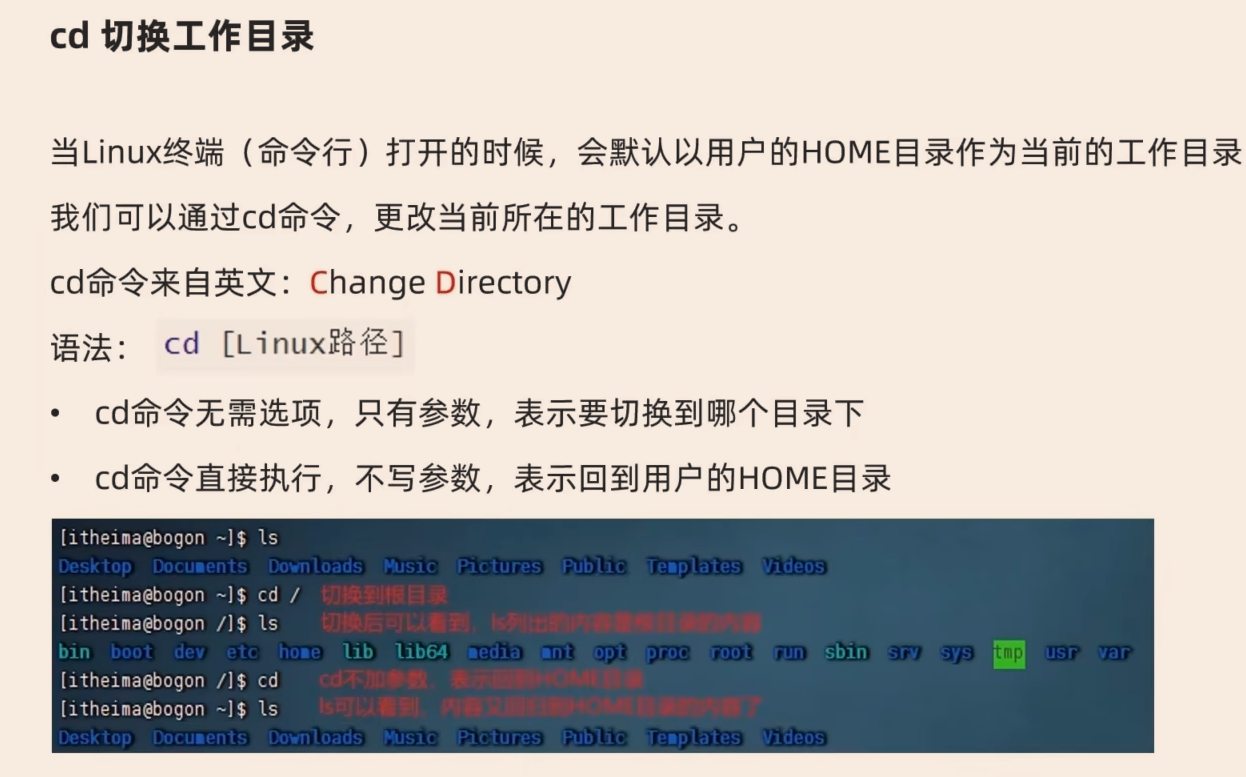 cd 切换工作目录
当Linux终端（命令行）打开的时候，会默认以用户的HOME目录作为当前的工作目录
我们可以通过cd命令，更改当前所在的工作目录。
cd命令来自英文：Change Directory
语法： cd [Linux路径]
• cd命令无需选项，只有参数，表示要切换到哪个目录下
• cd命令直接执行，不写参数，表示回到用户的HOME目录
[itheima@bogon ~]$ ls
Desktop Documents Downloads Music Pictures Public Templates Videos
[itheima@bogon ~]$ cd / 切换到根目录
[itheima@bogon /]$ ls 切换后可以看到，ls列出的内容是根目录的内容
bin boot dev etc home lib lib64 media mnt opt proc root run sbin srv sys tmp usr var
[itheima@bogon /]$ cd cd不加参数，表示回到HOME目录
[itheima@bogon ~]$ ls ls可以看到，内容又回归到HOME目录的内容了
Desktop Documents Downloads Music Pictures Public Templates Videos